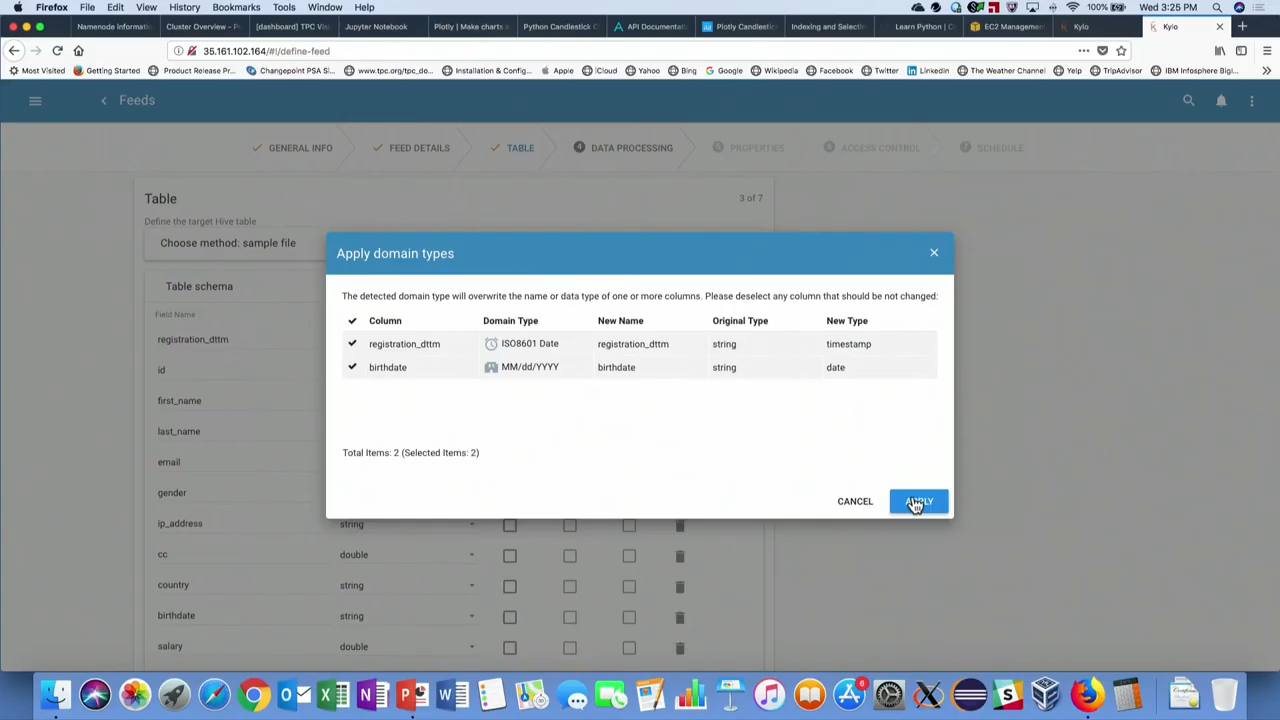 Firefox File Edit View History Bookmarks Tools Window Help 100% Wed 3:25 PM
Namenode informat Cluster Overview – P [dashboard] TPC Vis Jupyter Notebook Plotly | Make charts Python Candlestick C API Documentat Plotly Candlestic Indexing and Selectin Learn Python | C EC2 Managemen Kylo Kylo
35.161.102.164/#!/define-feed
Most Visited Getting Started Product Release Pr... Changepoint PSA Si... www.tpc.org/tpc_do... Installation & Config... Apple iCloud Yahoo Bing Google Wikipedia Facebook Twitter LinkedIn The Weather Channel Yelp TripAdvisor IBM Infosphere BigI...
Feeds
GENERAL INFO FEED DETAILS TABLE 4 DATA PROCESSING 5 PROPERTIES 6 ACCESS CONTROL 7 SCHEDULE
Table 3 of 7
Define the target Hive table
Choose method: sample file
Table schema
Field Name
registration_dttm
id
first_name
last_name
email
gender
ip_address string
cc double
country string
birthdate string
salary double
Apply domain types
The detected domain type will overwrite the name or data type of one or more columns. Please deselect any column that should be not changed:
Column Domain Type New Name Original Type New Type
registration_dttm ISO8601 Date registration_dttm string timestamp
birthdate MM/dd/YYYY birthdate string date
Total Items: 2 (Selected Items: 2)
CANCEL APPLY
6